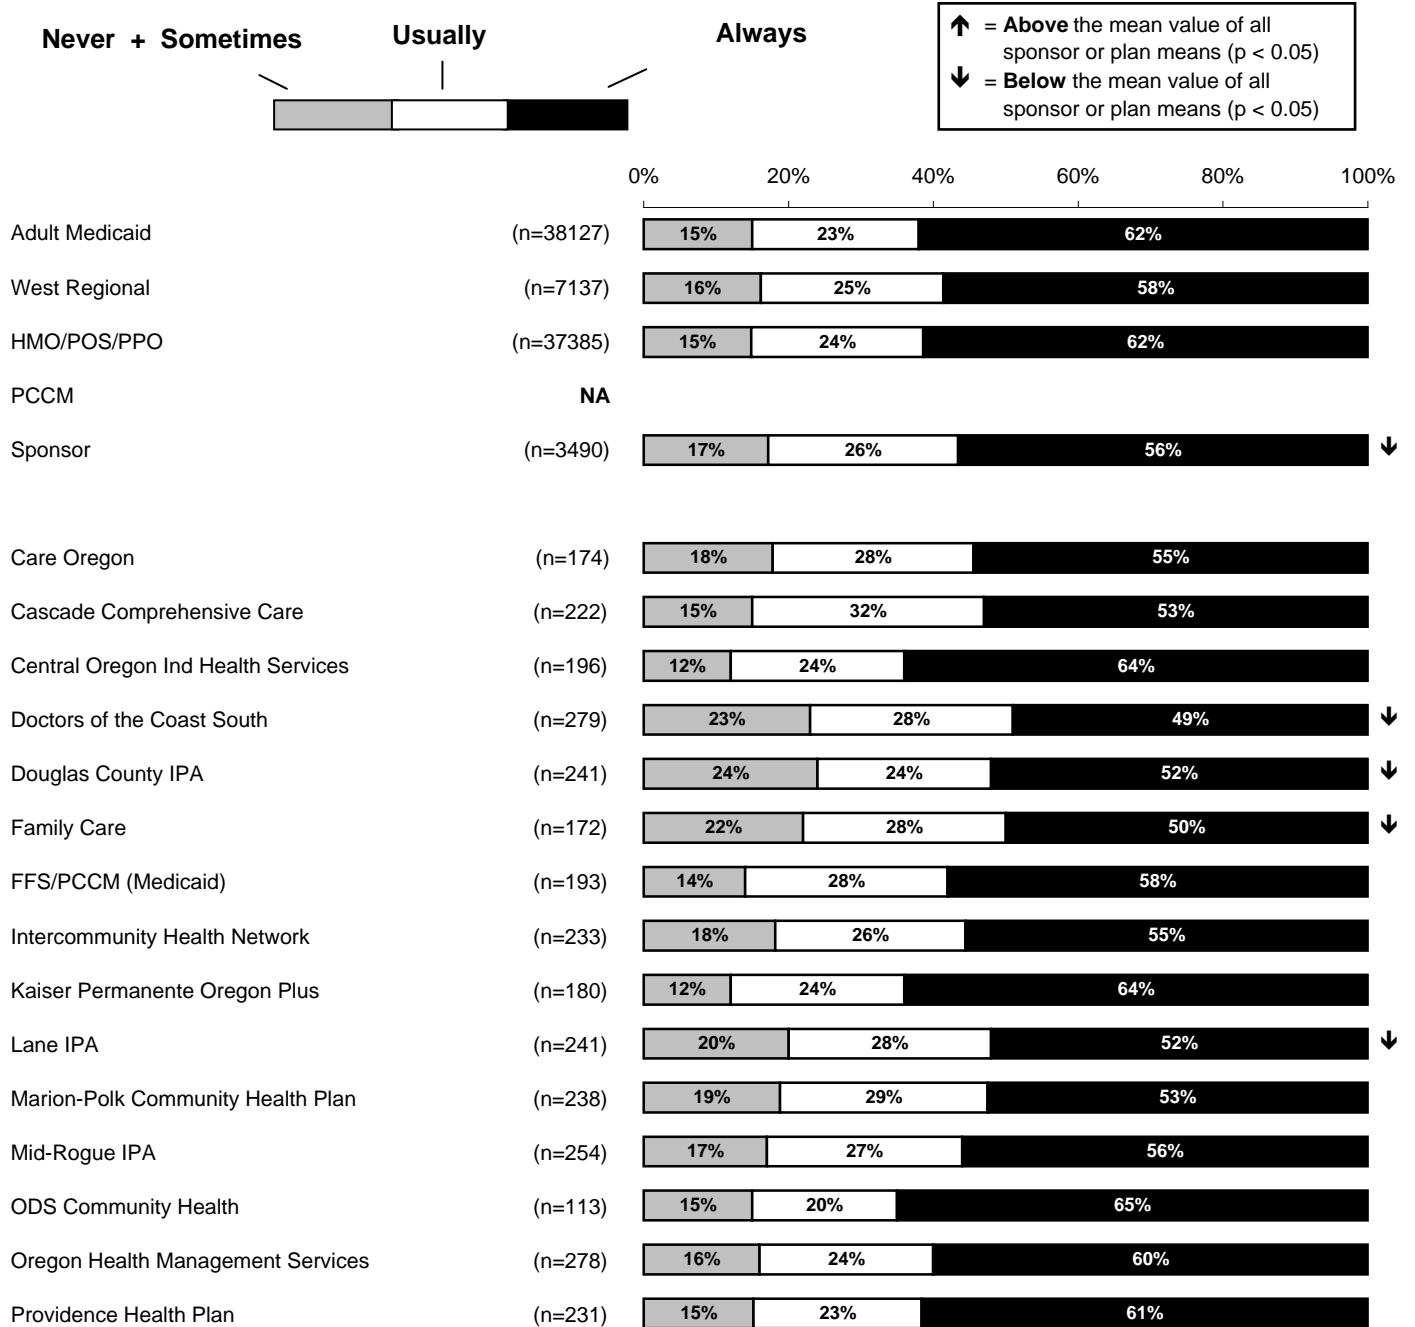 Never + Sometimes Usually Always
↑ = Above the mean value of all
sponsor or plan means (p < 0.05)
↓ = Below the mean value of all
sponsor or plan means (p < 0.05)
0% 20% 40% 60% 80% 100%
Adult Medicaid (n=38127) 15% 23% 62%
West Regional (n=7137) 16% 25% 58%
HMO/POS/PPO (n=37385) 15% 24% 62%
PCCM NA
Sponsor (n=3490) 17% 26% 56% ↓
Care Oregon (n=174) 18% 28% 55%
Cascade Comprehensive Care (n=222) 15% 32% 53%
Central Oregon Ind Health Services (n=196) 12% 24% 64%
Doctors of the Coast South (n=279) 23% 28% 49% ↓
Douglas County IPA (n=241) 24% 24% 52% ↓
Family Care (n=172) 22% 28% 50% ↓
FFS/PCCM (Medicaid) (n=193) 14% 28% 58%
Intercommunity Health Network (n=233) 18% 26% 55%
Kaiser Permanente Oregon Plus (n=180) 12% 24% 64%
Lane IPA (n=241) 20% 28% 52% ↓
Marion-Polk Community Health Plan (n=238) 19% 29% 53%
Mid-Rogue IPA (n=254) 17% 27% 56%
ODS Community Health (n=113) 15% 20% 65%
Oregon Health Management Services (n=278) 16% 24% 60%
Providence Health Plan (n=231) 15% 23% 61%